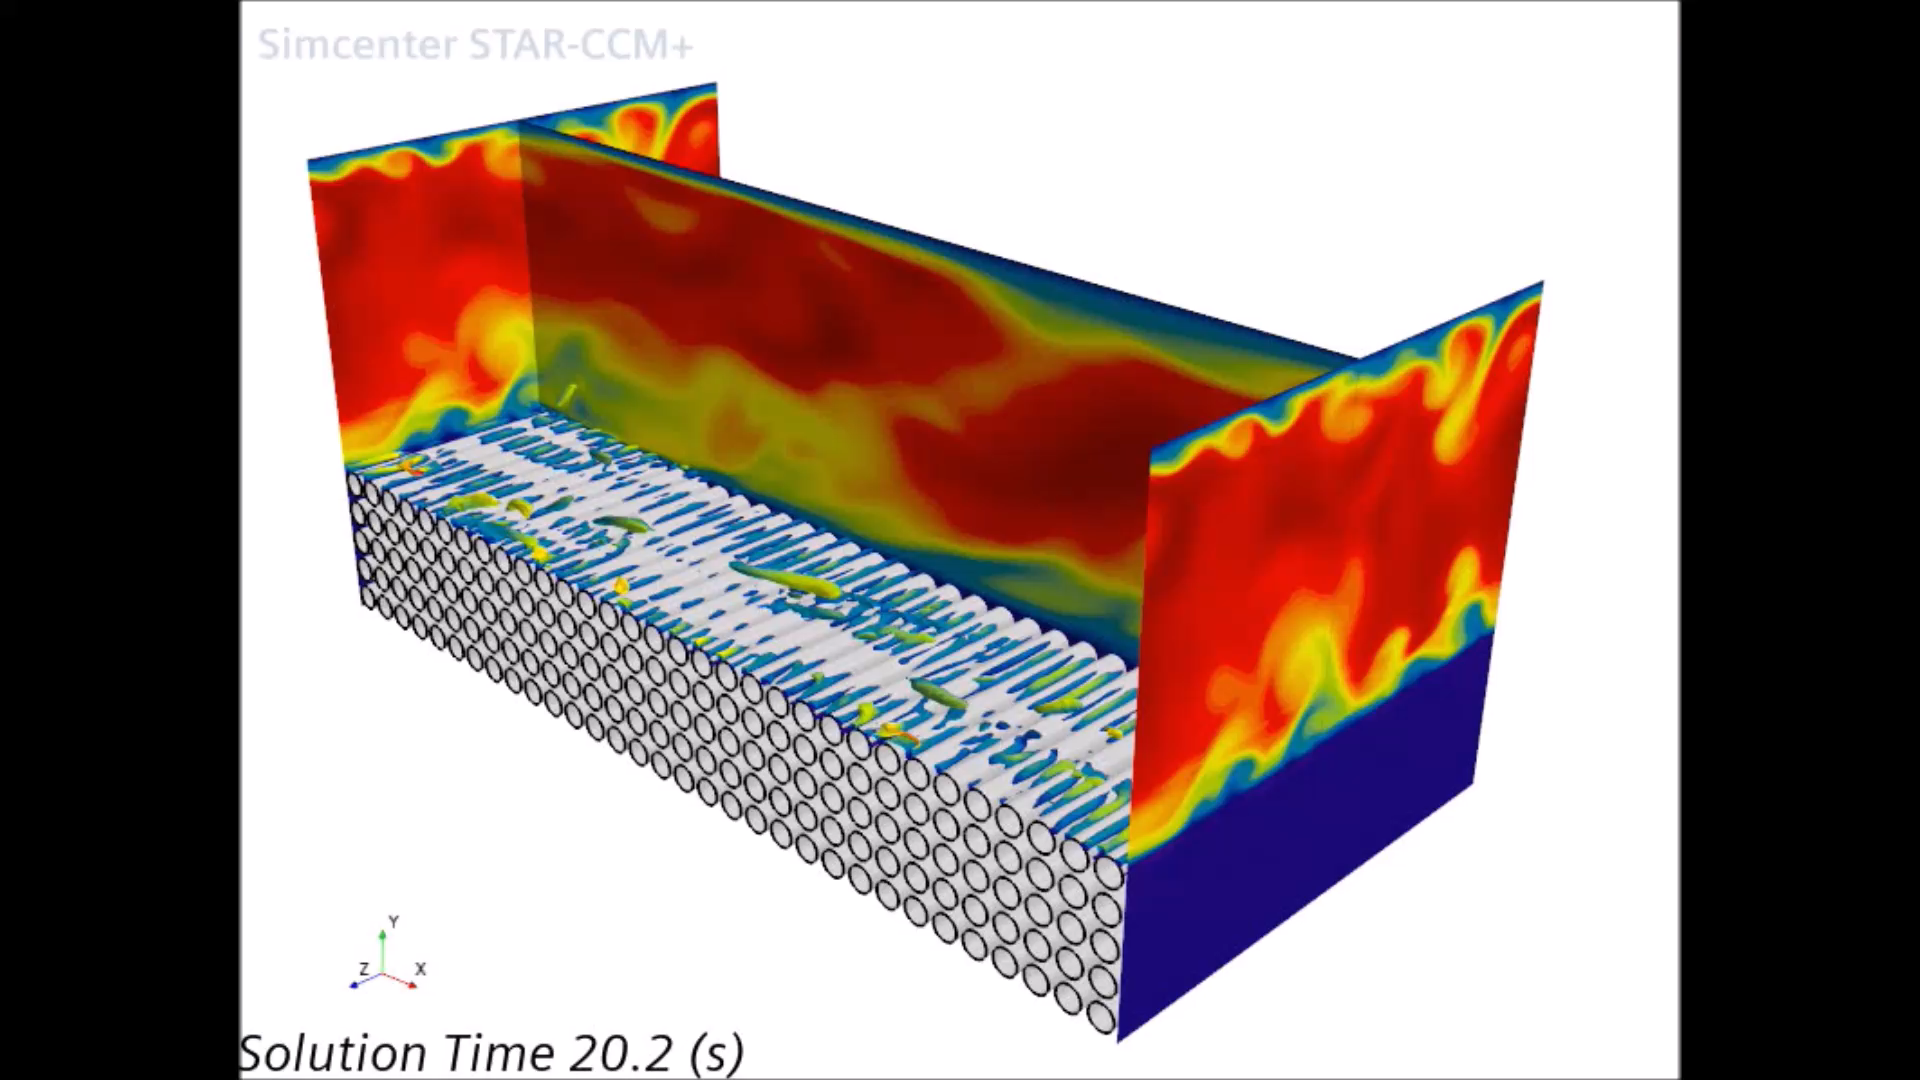 Simcenter STAR-CCM+
Y
Z X
Solution Time 20.2 (s)